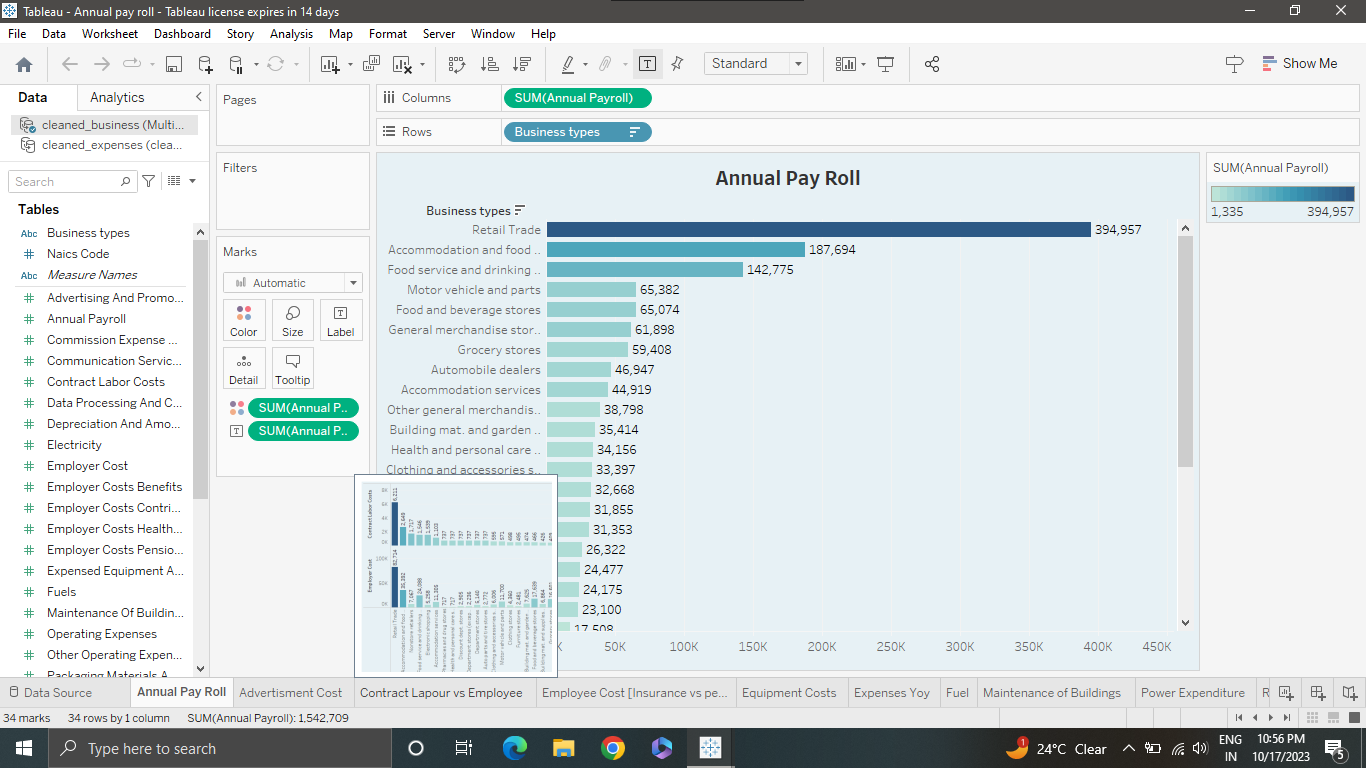 Tableau - Annual pay roll - Tableau license expires in 14 days
File Data Worksheet Dashboard Story Analysis Map Format Server Window Help
Standard
Show Me
Data Analytics
cleaned_business (Multi...
cleaned_expenses (clea...
Search
Tables
Abc Business types
Naics Code
Abc Measure Names
Advertising And Promo...
Annual Payroll
Commission Expense ...
Communication Servic...
Contract Labor Costs
Data Processing And C...
Depreciation And Amo...
Electricity
Employer Cost
Employer Costs Benefits
Employer Costs Contri...
Employer Costs Health...
Employer Costs Pensio...
Expensed Equipment A...
Fuels
Maintenance Of Buildin...
Operating Expenses
Other Operating Expen...
Packaging Materials A...
Pages
Filters
Marks
Automatic
Color Size Label
Detail Tooltip
SUM(Annual P..
SUM(Annual P..
Columns SUM(Annual Payroll)
Rows Business types
Annual Pay Roll
Business types
Retail Trade 394,957
Accommodation and food .. 187,694
Food service and drinking .. 142,775
Motor vehicle and parts 65,382
Food and beverage stores 65,074
General merchandise stor.. 61,898
Grocery stores 59,408
Automobile dealers 46,947
Accommodation services 44,919
Other general merchandis.. 38,798
Building mat. and garden .. 35,414
Health and personal care .. 34,156
Clothing and accessories s.. 33,397
32,668
31,855
31,353
26,322
24,477
24,175
23,100
17,508
K 50K 100K 150K 200K 250K 300K 350K 400K 450K
SUM(Annual Payroll)
1,335 394,957
Contract Labor Costs
Employer Cost
Retail Trade
Data Source Annual Pay Roll Advertisment Cost Contract Lapour vs Employee Employee Cost [Insurance vs pe... Equipment Costs Expenses Yoy Fuel Maintenance of Buildings Power Expenditure R
34 marks 34 rows by 1 column SUM(Annual Payroll): 1,542,709
Type here to search
1
24°C Clear
ENG
IN
10:56 PM
10/17/2023
5